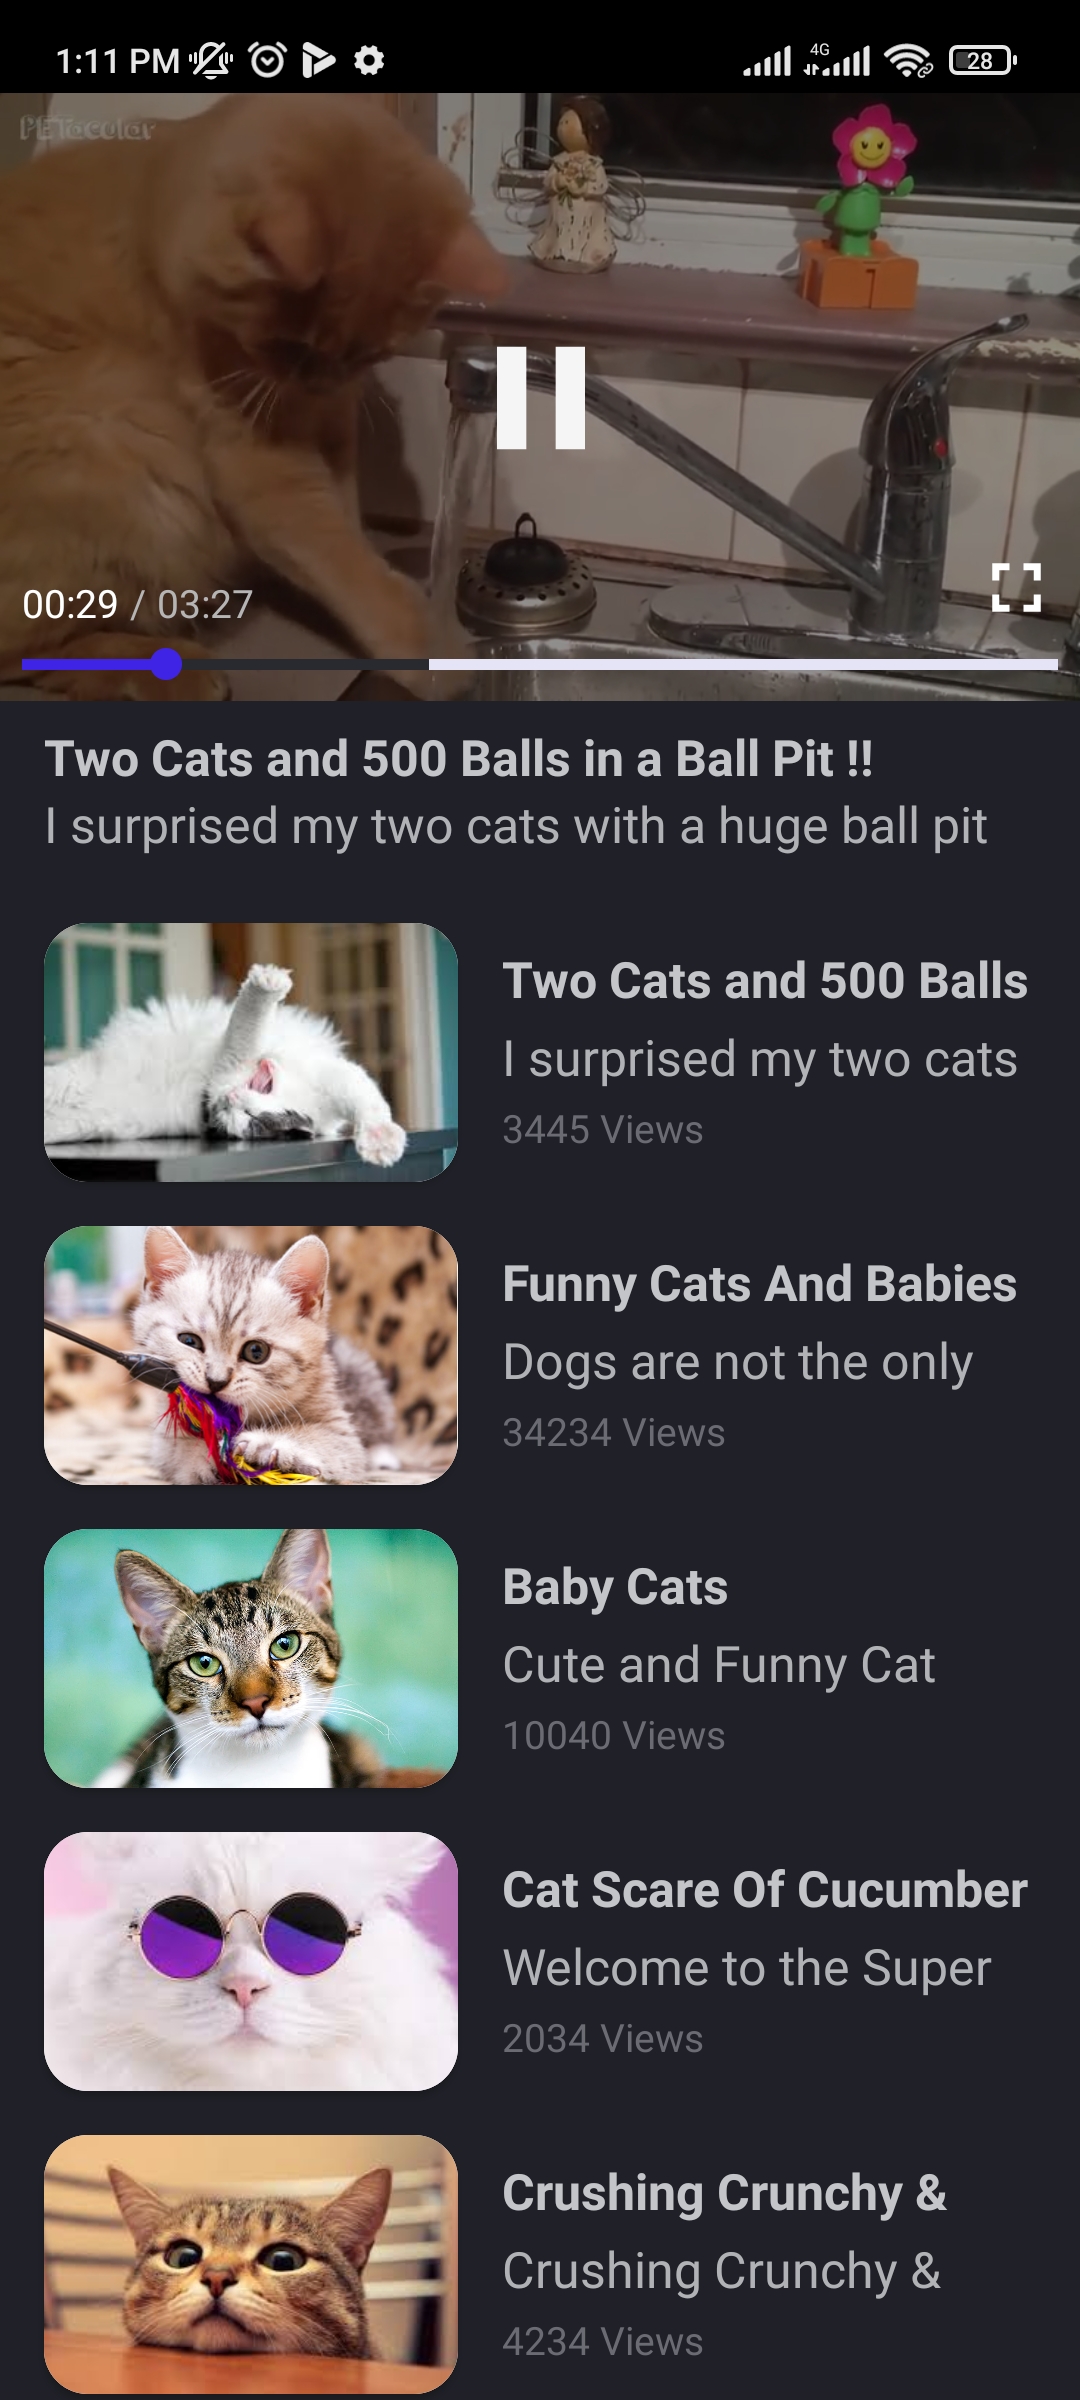 1:11 PM
4G
28
PETacular
00:29 / 03:27
Two Cats and 500 Balls in a Ball Pit !!
I surprised my two cats with a huge ball pit
Two Cats and 500 Balls
I surprised my two cats
3445 Views
Funny Cats And Babies
Dogs are not the only
34234 Views
Baby Cats
Cute and Funny Cat
10040 Views
Cat Scare Of Cucumber
Welcome to the Super
2034 Views
Crushing Crunchy &
Crushing Crunchy &
4234 Views